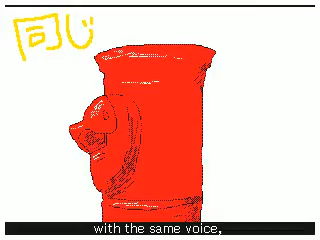 同じ
with the same voice,